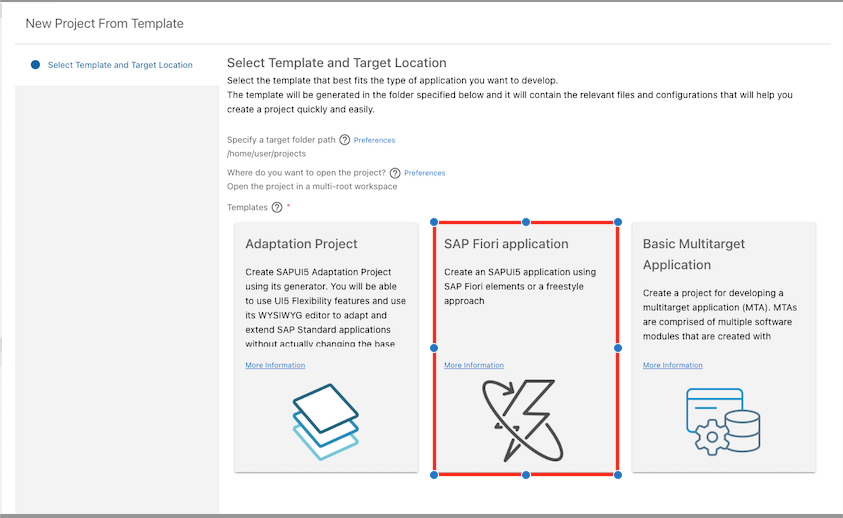 New Project From Template
Select Template and Target Location
Select Template and Target Location
Select the template that best fits the type of application you want to develop.
The template will be generated in the folder specified below and it will contain the relevant files and configurations that will help you
create a project quickly and easily.
Specify a target folder path ? Preferences
/home/user/projects
Where do you want to open the project? ? Preferences
Open the project in a multi-root workspace
Templates ? *
Adaptation Project
Create SAPUI5 Adaptation Project
using its generator. You will be able
to use UI5 Flexibility features and use
its WYSIWYG editor to adapt and
extend SAP Standard applications
without actually changing the base
More Information
SAP Fiori application
Create an SAPUI5 application using
SAP Fiori elements or a freestyle
approach
More Information
Basic Multitarget
Application
Create a project for developing a
multitarget application (MTA). MTAs
are comprised of multiple software
modules that are created with
More Information